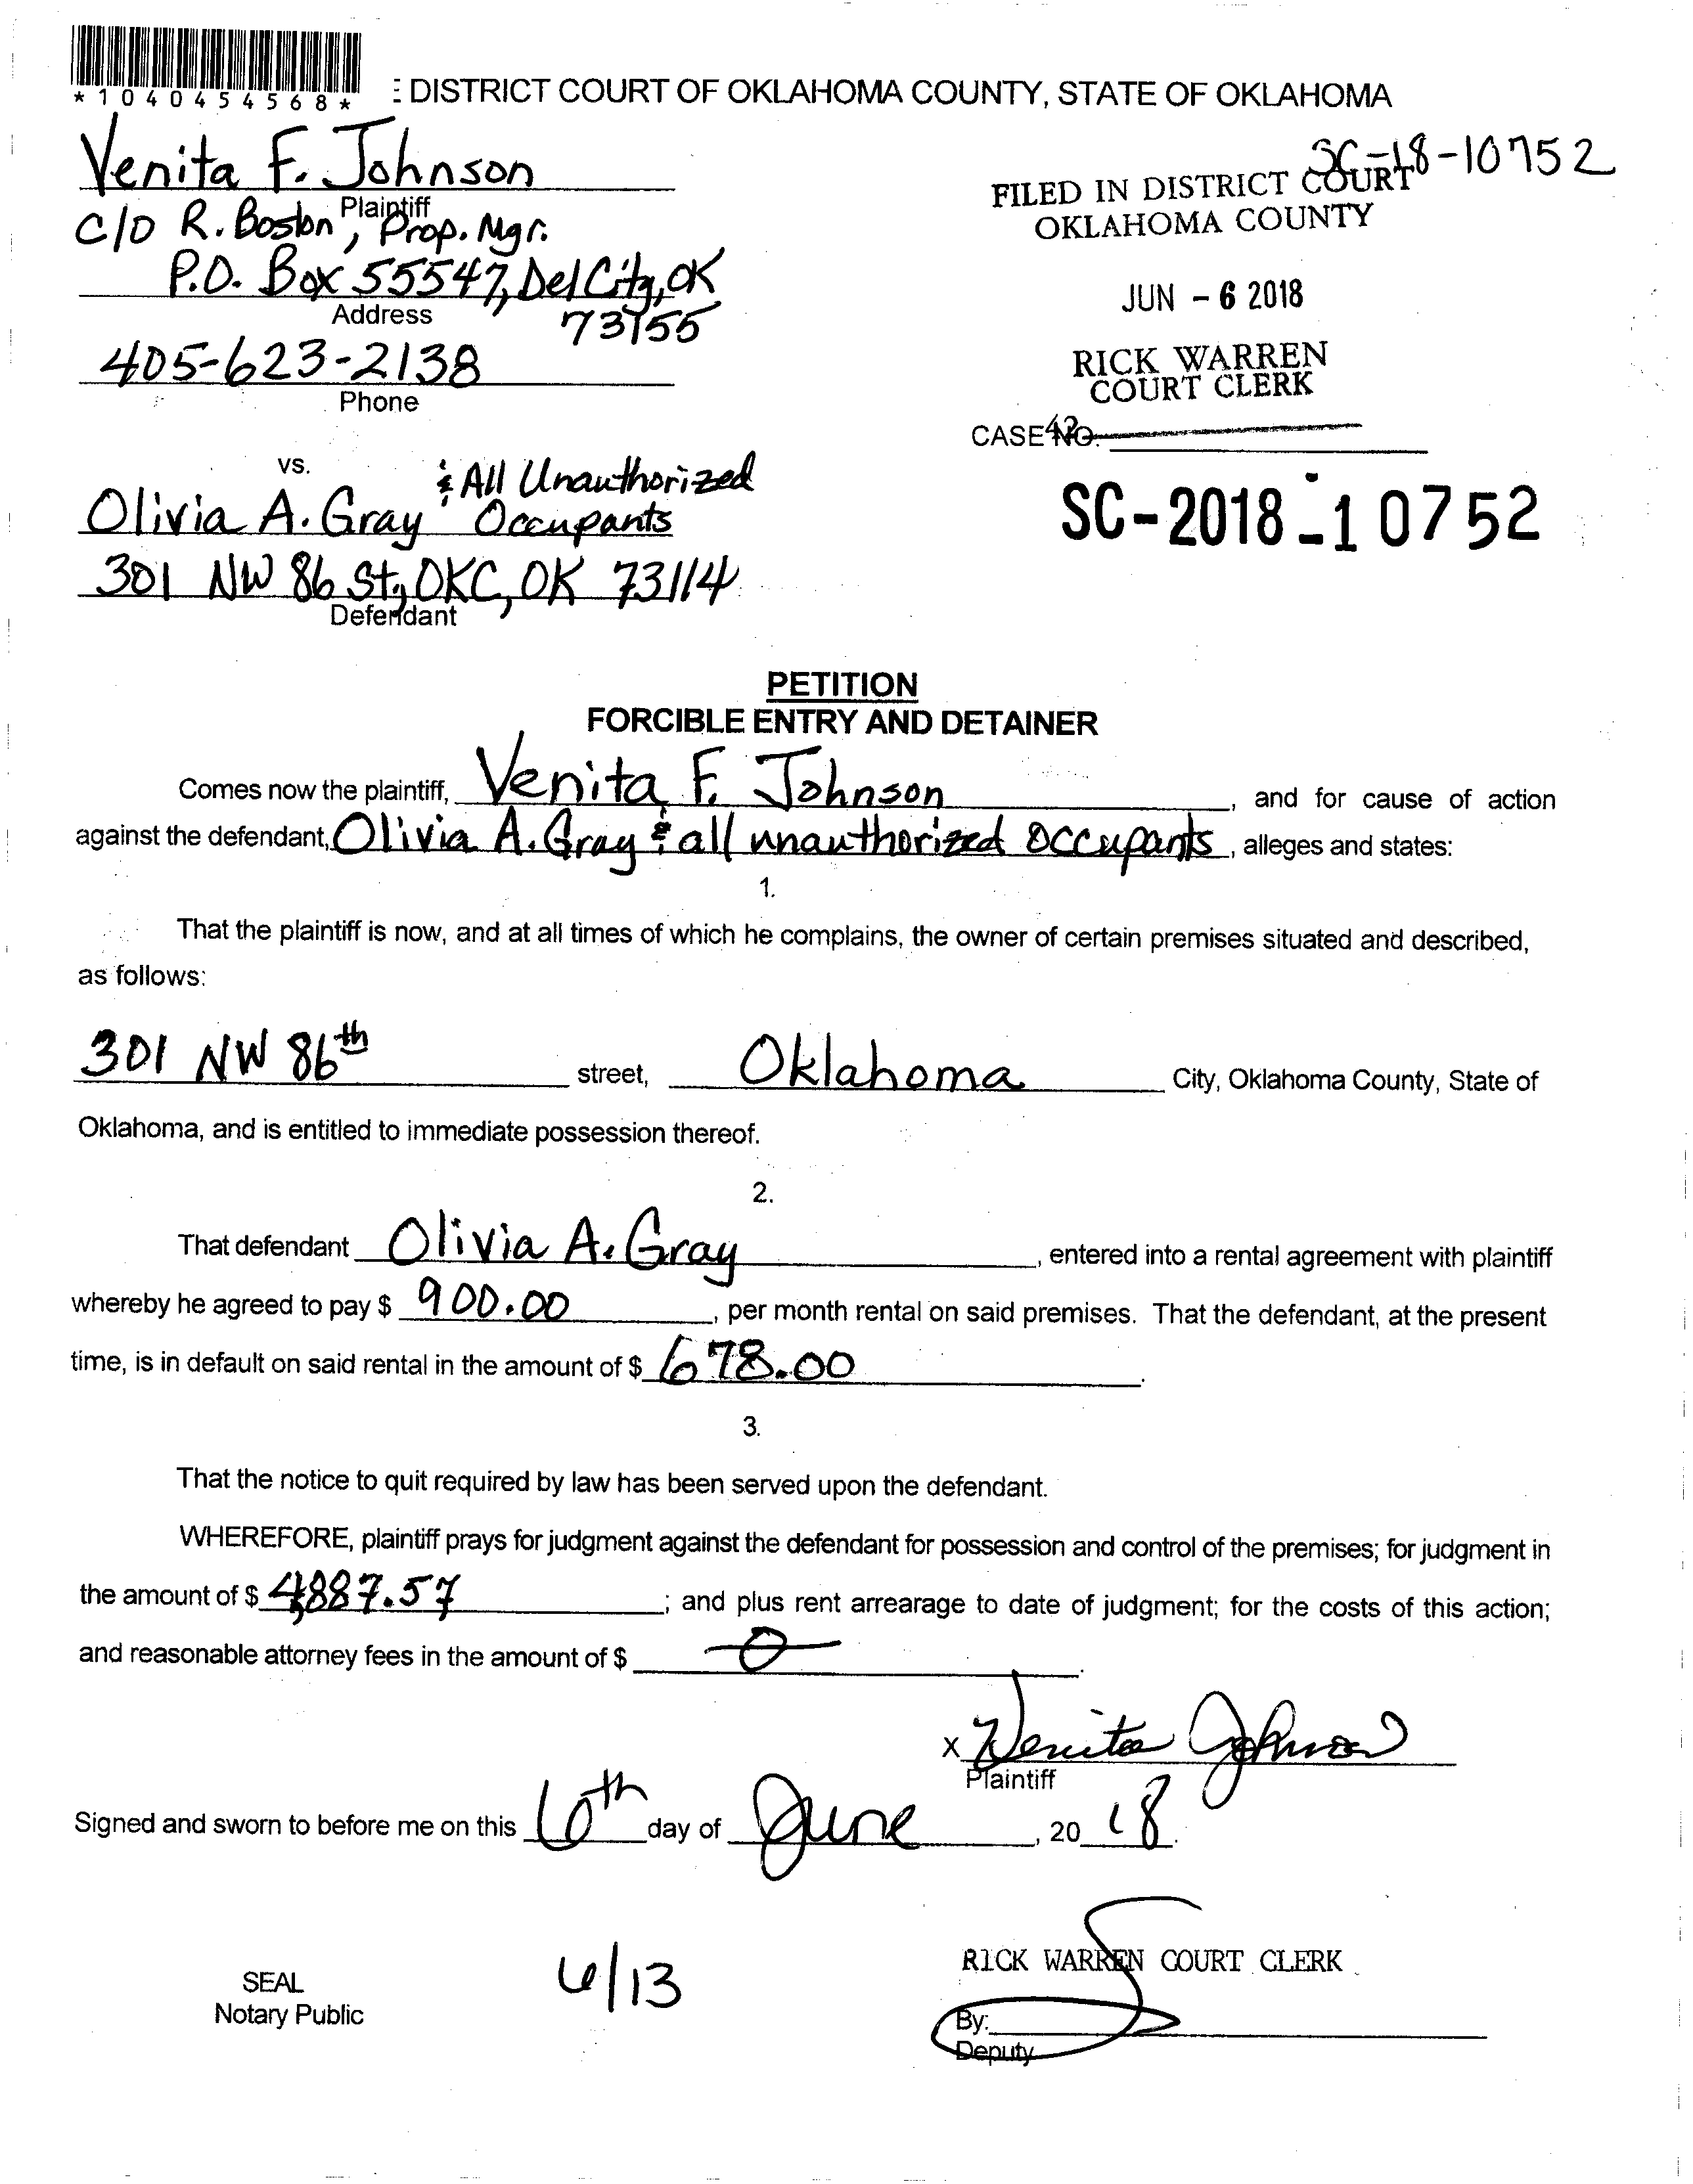 *1040454568*
DISTRICT COURT OF OKLAHOMA COUNTY, STATE OF OKLAHOMA
Venita F. Johnson
Plaintiff
C/O R. Boston, Prop. Mgr.
P.O. Box 55547, Del City, OK
Address
73155
405-623-2138
Phone
SC-18-10752
FILED IN DISTRICT COURT
OKLAHOMA COUNTY
JUN - 6 2018
RICK WARREN
COURT CLERK
CASE NO.
42
SC-2018-10752
vs.
& All Unauthorized
Olivia A. Gray Occupants
301 NW 86 St, OKC, OK 73114
Defendant
PETITION
FORCIBLE ENTRY AND DETAINER
Comes now the plaintiff, Venita F. Johnson, and for cause of action
against the defendant, Olivia A. Gray & all unauthorized occupants, alleges and states:
1.
That the plaintiff is now, and at all times of which he complains, the owner of certain premises situated and described,
as follows:
301 NW 86th street, Oklahoma City, Oklahoma County, State of
Oklahoma, and is entitled to immediate possession thereof.
2.
That defendant Olivia A. Gray, entered into a rental agreement with plaintiff
whereby he agreed to pay $ 900.00, per month rental on said premises. That the defendant, at the present
time, is in default on said rental in the amount of $ 678.00.
3.
That the notice to quit required by law has been served upon the defendant.
WHEREFORE, plaintiff prays for judgment against the defendant for possession and control of the premises; for judgment in
the amount of $ 4,887.57; and plus rent arrearage to date of judgment; for the costs of this action;
and reasonable attorney fees in the amount of $ 0.
x Venita Johnson
Plaintiff
Signed and sworn to before me on this 6th day of June, 20 18.
SEAL
Notary Public
6/13
RICK WARREN COURT CLERK
By:
Deputy